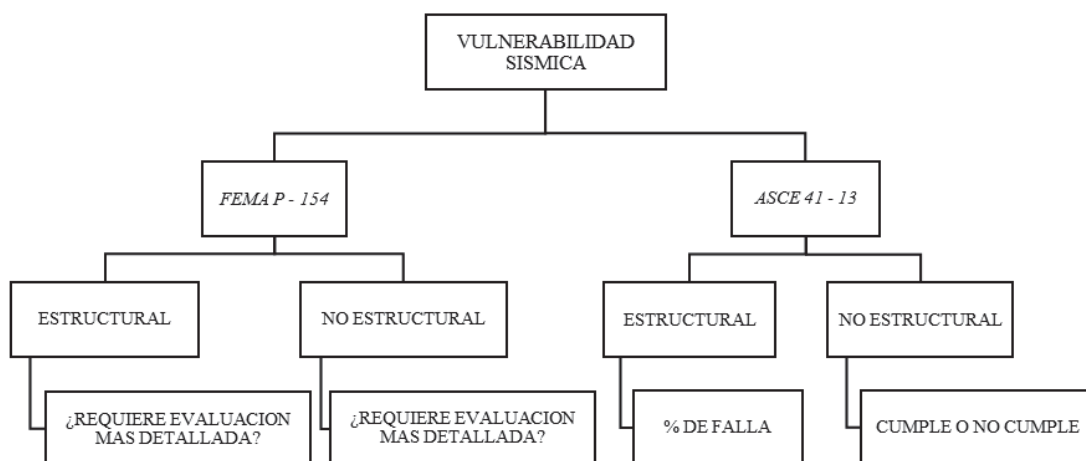 VULNERABILIDAD
SISMICA
FEMA P - 154
ASCE 41 - 13
ESTRUCTURAL
NO ESTRUCTURAL
ESTRUCTURAL
NO ESTRUCTURAL
¿REQUIERE EVALUACION
MAS DETALLADA?
¿REQUIERE EVALUACION
MAS DETALLADA?
% DE FALLA
CUMPLE O NO CUMPLE